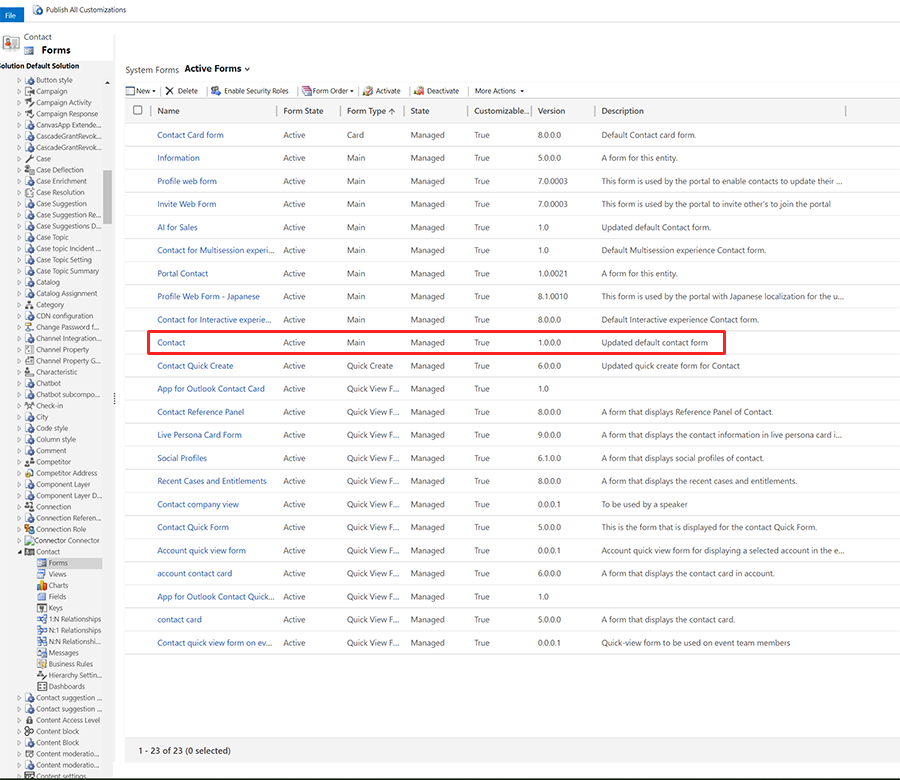 File
Publish All Customizations
Contact
Forms
Solution Default Solution
Button style
Campaign
Campaign Activity
Campaign Response
CanvasApp Extende...
CascadeGrantRevok...
CascadeGrantRevok...
Case
Case Deflection
Case Enrichment
Case Resolution
Case Suggestion
Case Suggestion Re...
Case Suggestions D...
Case Topic
Case topic Incident ...
Case Topic Setting
Case Topic Summary
Catalog
Catalog Assignment
Category
CDN configuration
Change Password f...
Channel Integration...
Channel Property
Channel Property G...
Characteristic
Chatbot
Chatbot subcompo...
Check-in
City
Code style
Column style
Comment
Competitor
Competitor Address
Component Layer
Component Layer D...
Connection
Connection Referen...
Connection Role
Connector Connector
Contact
Forms
Views
Charts
Fields
Keys
1:N Relationships
N:1 Relationships
N:N Relationshi...
Messages
Business Rules
Hierarchy Settin...
Dashboards
Contact suggestion ...
Contact suggestion ...
Content Access Level
Content block
Content Block
Content moderatio...
Content moderatio...
Content settings
System Forms Active Forms
New Delete Enable Security Roles Form Order Activate Deactivate More Actions
Name Form State Form Type State Customizable... Version Description
Contact Card form Active Card Managed True 8.0.0.0 Default Contact card form.
Information Active Main Managed True 5.0.0.0 A form for this entity.
Profile web form Active Main Managed True 7.0.0003 This form is used by the portal to enable contacts to update their ...
Invite Web Form Active Main Managed True 7.0.0003 This form is used by the portal to invite other's to join the portal
AI for Sales Active Main Managed True 1.0 Updated default Contact form.
Contact for Multisession experi... Active Main Managed True 1.0 Default Multisession experience Contact form.
Portal Contact Active Main Managed True 1.0.0021 A form for this entity.
Profile Web Form - Japanese Active Main Managed True 8.1.0010 This form is used by the portal with Japanese localization for the u...
Contact for Interactive experie... Active Main Managed True 8.0.0.0 Default Interactive experience Contact form.
Contact Active Main Managed True 1.0.0.0 Updated default contact form
Contact Quick Create Active Quick Create Managed True 6.0.0.0 Updated quick create form for Contact
App for Outlook Contact Card Active Quick View F... Managed True 1.0
Contact Reference Panel Active Quick View F... Managed True 8.0.0.0 A form that displays Reference Panel of Contact.
Live Persona Card Form Active Quick View F... Managed True 9.0.0.0 A form that displays the contact information in live persona card i...
Social Profiles Active Quick View F... Managed True 6.1.0.0 A form that displays social profiles of contact.
Recent Cases and Entitlements Active Quick View F... Managed True 8.0.0.0 A form that displays the recent cases and entitlements.
Contact company view Active Quick View F... Managed True 0.0.0.1 To be used by a speaker
Contact Quick Form Active Quick View F... Managed True 5.0.0.0 This is the form that is displayed for the contact Quick Form.
Account quick view form Active Quick View F... Managed True 0.0.0.1 Account quick view form for displaying a selected account in the e...
account contact card Active Quick View F... Managed True 6.0.0.0 A form that displays the contact card in account.
App for Outlook Contact Quick... Active Quick View F... Managed True 1.0
contact card Active Quick View F... Managed True 5.0.0.0 A form that displays the contact card.
Contact quick view form on ev... Active Quick View F... Managed True 0.0.0.1 Quick-view form to be used on event team members
1 - 23 of 23 (0 selected)